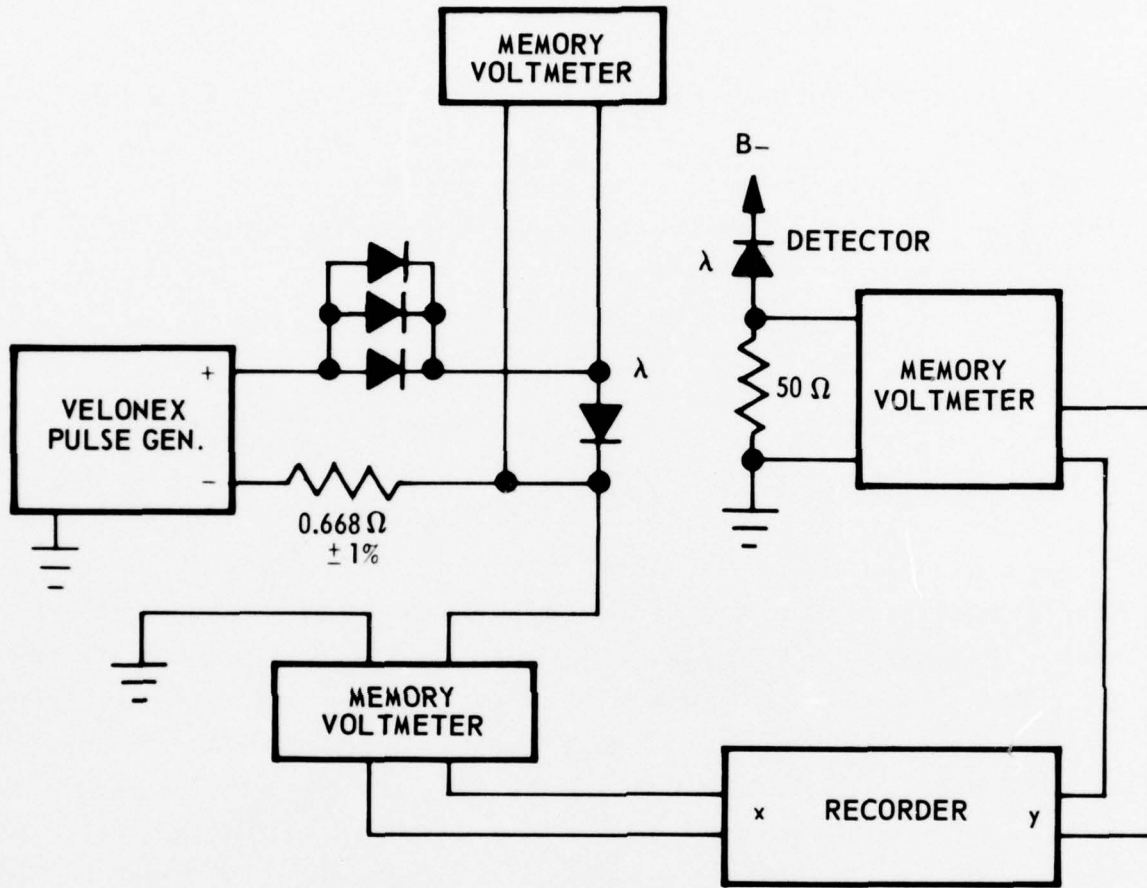 MEMORY
VOLTMETER
B-
DETECTOR
λ
+
VELONEX
PULSE GEN.
-
λ
50 Ω
MEMORY
VOLTMETER
0.668 Ω
± 1%
MEMORY
VOLTMETER
x
RECORDER
y